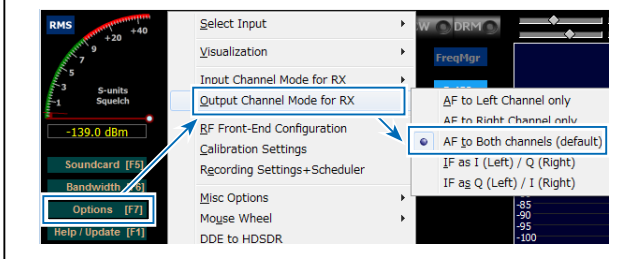 RMS
+20
+40
9
7
5
3
1
S-units
Squelch
-139.0 dBm
Soundcard [F5]
Bandwidth [F6]
Options [F7]
Help / Update [F1]
Select Input
Visualization
Input Channel Mode for RX
Output Channel Mode for RX
RF Front-End Configuration
Calibration Settings
Recording Settings+Scheduler
Misc Options
Mouse Wheel
DDE to HDSDR
DRM
FreqMgr
AF to Left Channel only
AF to Right Channel only
AF to Both channels (default)
IF as I (Left) / Q (Right)
IF as Q (Left) / I (Right)
-85
-90
-95
-100